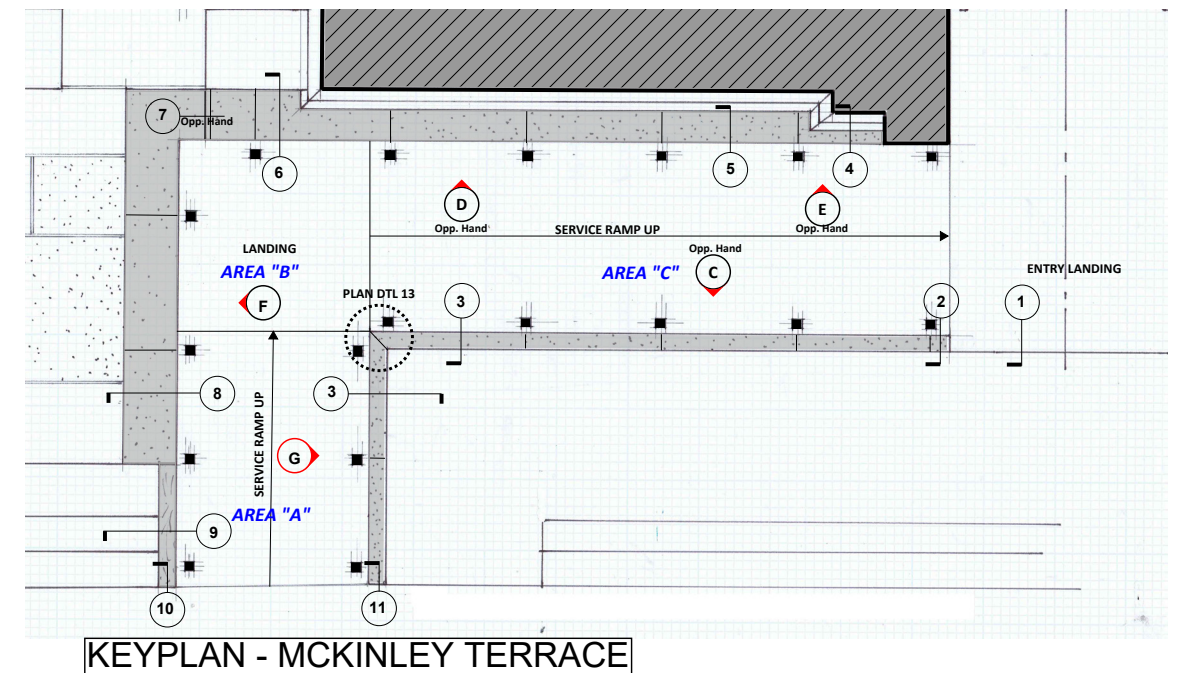 7
Opp. Hand
6
5
4
D
Opp. Hand
E
Opp. Hand
SERVICE RAMP UP
Opp. Hand
C
AREA "C"
LANDING
AREA "B"
F
PLAN DTL 13
3
2
1
ENTRY LANDING
8
3
SERVICE RAMP UP
G
AREA "A"
9
10
11
KEYPLAN - MCKINLEY TERRACE